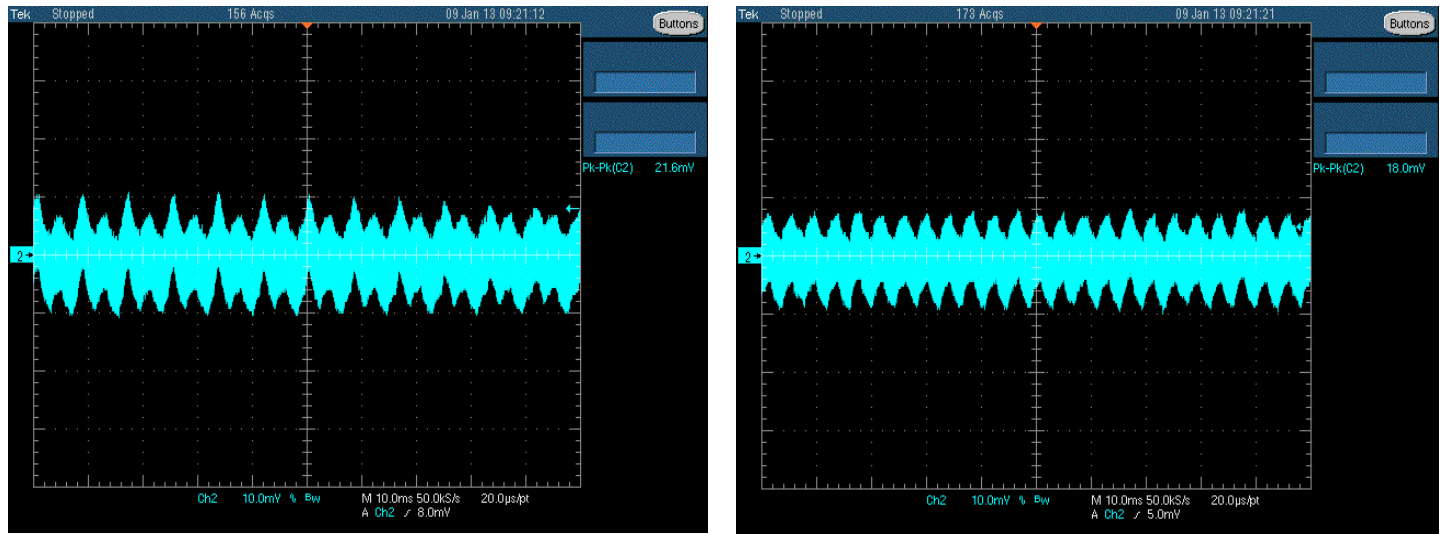 Tek Stopped 156 Acqs 09 Jan 13 09:21:12
Buttons
Pk-Pk(C2) 21.6mV
2
Ch2 10.0mV % Bw M 10.0ms 50.0kS/s 20.0µs/pt
A Ch2 ∕ 8.0mV
Tek Stopped 173 Acqs 09 Jan 13 09:21:21
Buttons
Pk-Pk(C2) 18.0mV
2
Ch2 10.0mV % Bw M 10.0ms 50.0kS/s 20.0µs/pt
A Ch2 ∕ 5.0mV